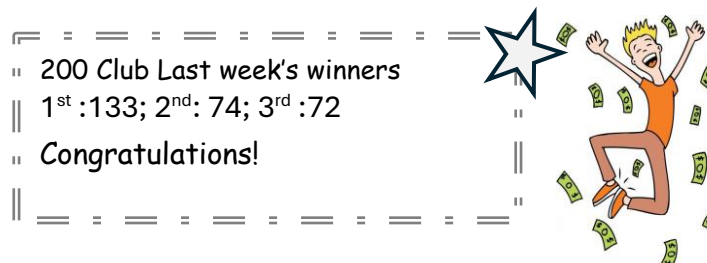 200 Club Last week's winners
1st :133; 2nd: 74; 3rd :72
Congratulations!